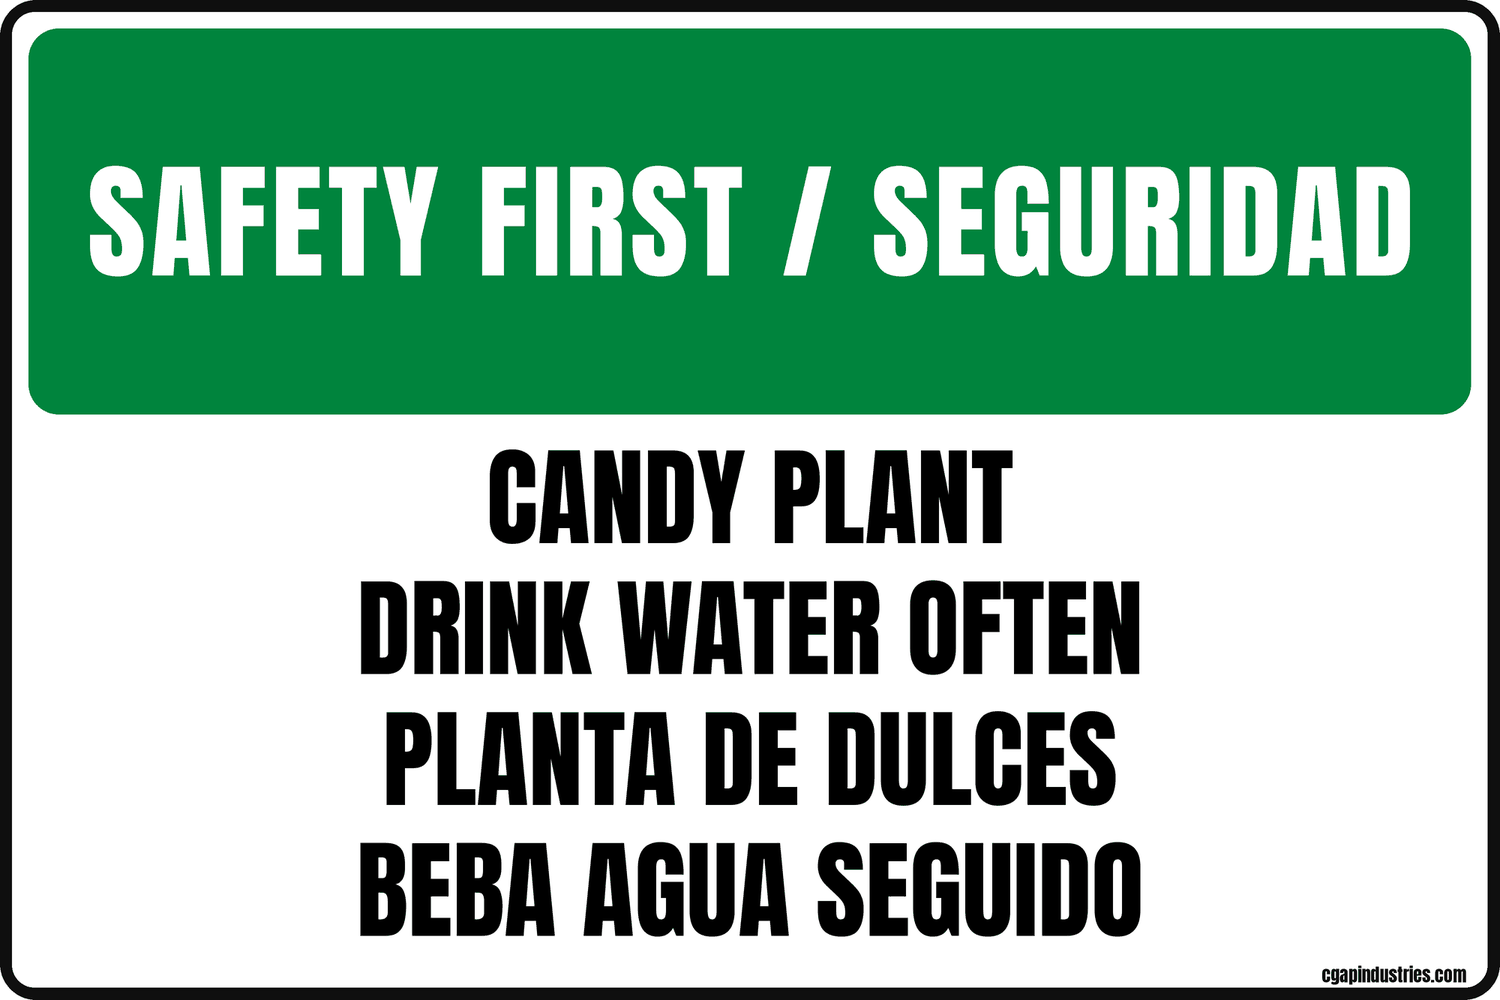 SAFETY FIRST / SEGURIDAD
CANDY PLANT
DRINK WATER OFTEN
PLANTA DE DULCES
BEBA AGUA SEGUIDO
cgapindustries.com